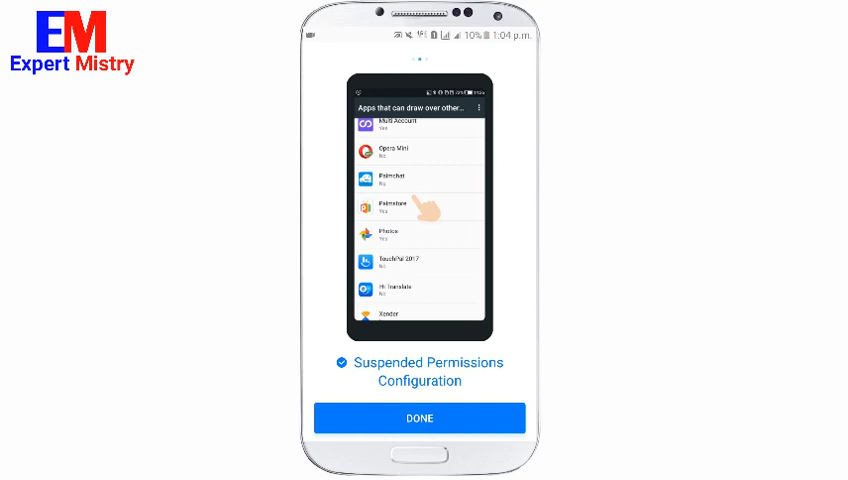 EM
Expert Mistry
10% 1:04 p.m.
Apps that can draw over other...
Multi Account
Yes
Opera Mini
No
Palmchat
No
Palmstore
Yes
Photos
Yes
TouchPal 2017
No
Hi Translate
No
Xender
Suspended Permissions
Configuration
DONE